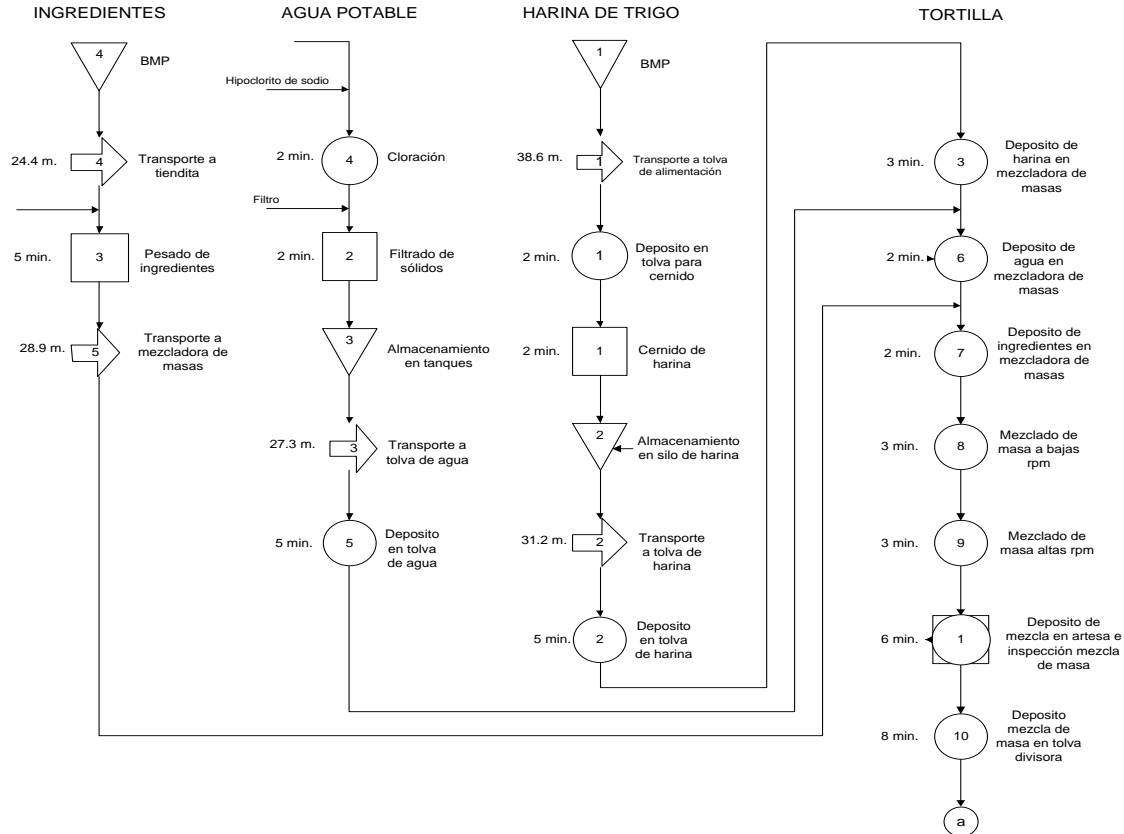 INGREDIENTES
4
BMP
24.4 m.
4
Transporte a
tiendita
5 min.
3
Pesado de
ingredientes
28.9 m.
5
Transporte a
mezcladora de
masas
AGUA POTABLE
Hipoclorito de sodio
2 min.
4
Cloración
Filtro
2 min.
2
Filtrado de
sólidos
3
Almacenamiento
en tanques
27.3 m.
3
Transporte a
tolva de agua
5 min.
5
Deposito
en tolva
de agua
HARINA DE TRIGO
1
BMP
38.6 m.
1
Transporte a tolva
de alimentación
2 min.
1
Deposito en
tolva para
cernido
2 min.
1
Cernido de
harina
2
Almacenamiento
en silo de harina
31.2 m.
2
Transporte
a tolva de
harina
5 min.
2
Deposito
en tolva
de harina
TORTILLA
3 min.
3
Deposito de
harina en
mezcladora de
masas
2 min.
6
Deposito de
agua en
mezcladora de
masas
2 min.
7
Deposito de
ingredientes en
mezcladora de
masas
3 min.
8
Mezclado de
masa a bajas
rpm
3 min.
9
Mezclado de
masa altas rpm
6 min.
1
Deposito de
mezcla en artesa e
inspección mezcla
de masa
8 min.
10
Deposito
mezcla de
masa en tolva
divisora
a